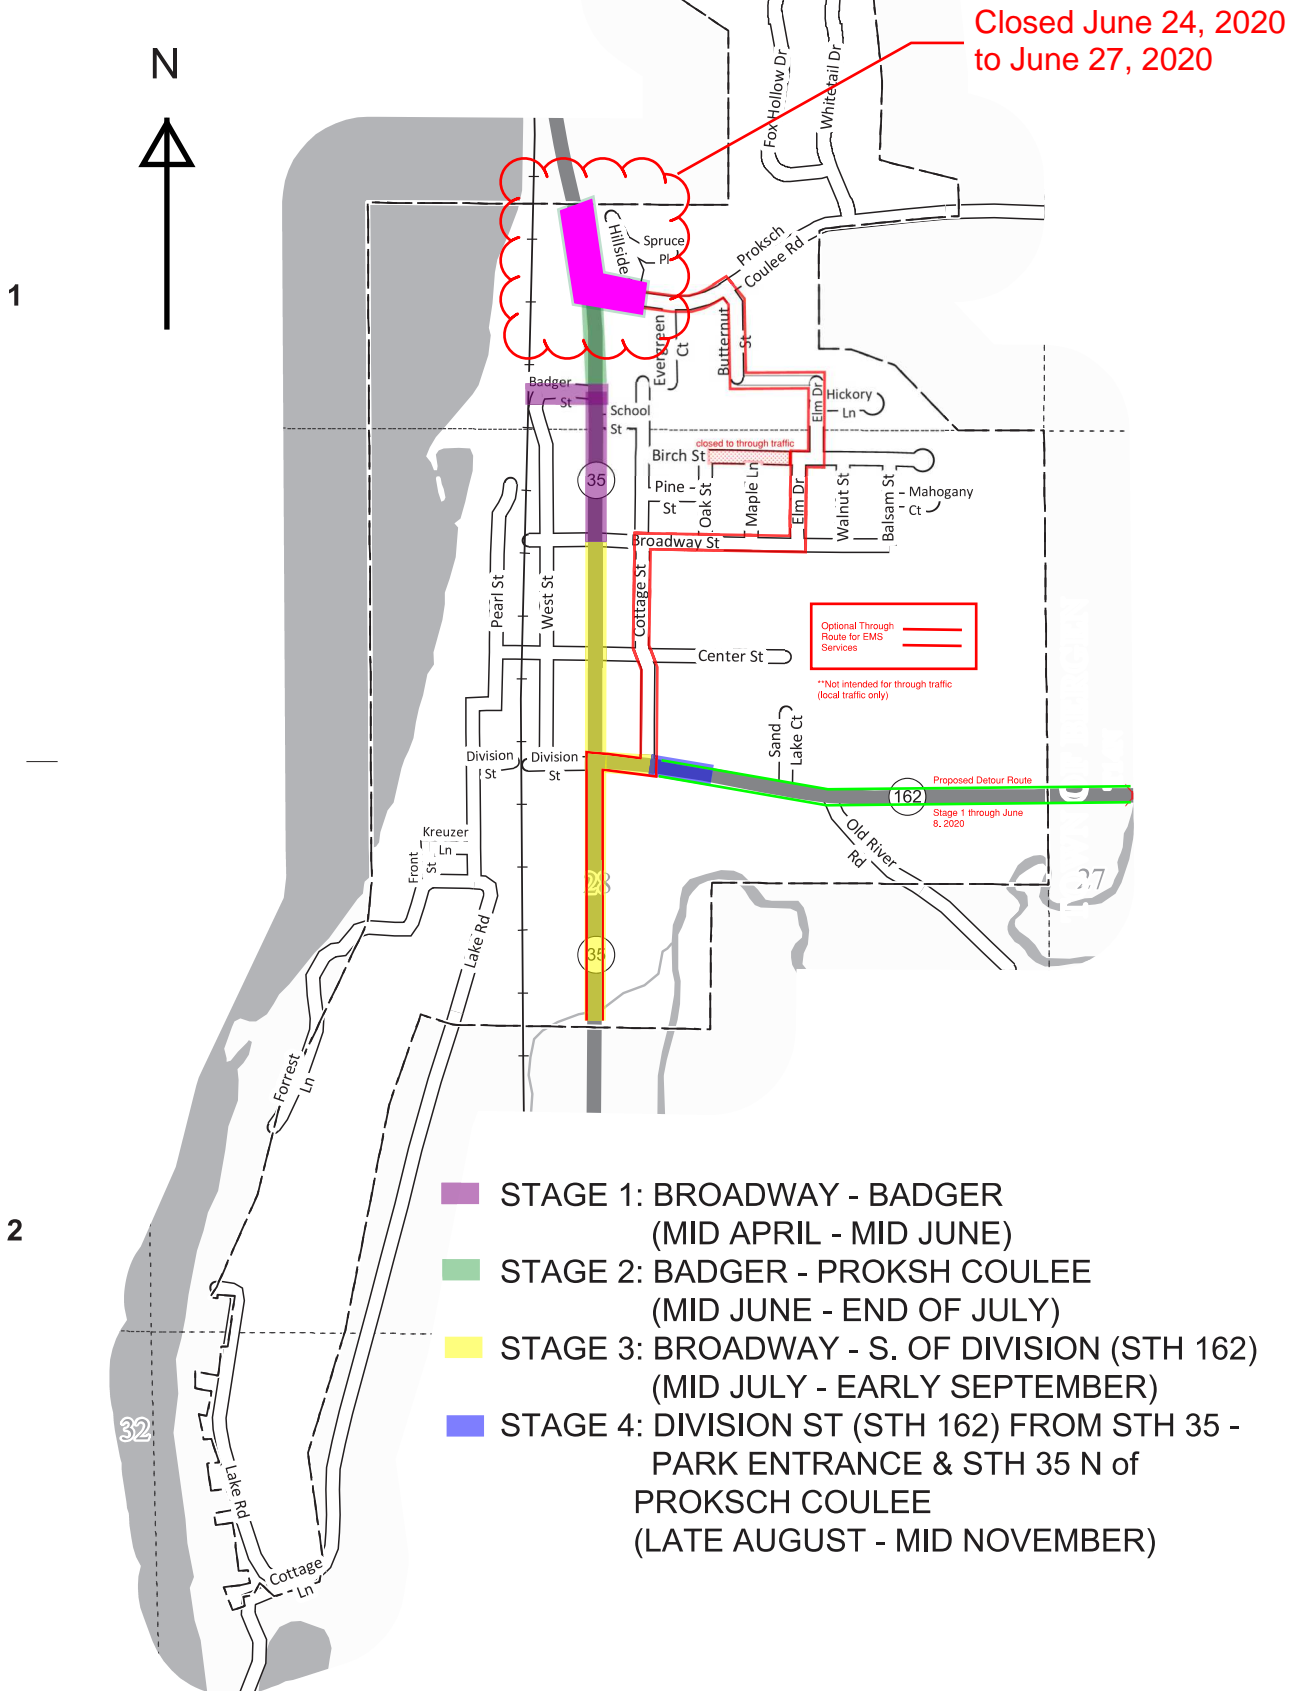 Closed June 24, 2020
to June 27, 2020
N
Fox Hollow Dr
Whitetail Dr
Hillside
Spruce
Pl
Proksch
Coulee Rd
1
Evergreen
Ct
Butternut
St
Badger
St
School
St
Elm Dr
Hickory
Ln
closed to through traffic
Birch St
35
Pine
St
Oak St
Maple Ln
Elm Dr
Walnut St
Balsam St
Mahogany
Ct
Broadway St
Pearl St
West St
Cottage St
Optional Through
Route for EMS
Services
Center St
**Not intended for through traffic
(local traffic only)
Sand
Lake Ct
Division
St
Division
St
162
Proposed Detour Route
Stage 1 through June
8, 2020
Old River
Rd
Kreuzer
Ln
Front
St
28
27
Lake Rd
35
Forrest
Ln
STAGE 1: BROADWAY - BADGER
(MID APRIL - MID JUNE)
2
STAGE 2: BADGER - PROKSH COULEE
(MID JUNE - END OF JULY)
STAGE 3: BROADWAY - S. OF DIVISION (STH 162)
(MID JULY - EARLY SEPTEMBER)
STAGE 4: DIVISION ST (STH 162) FROM STH 35 -
PARK ENTRANCE & STH 35 N of
PROKSCH COULEE
(LATE AUGUST - MID NOVEMBER)
32
Lake Rd
Cottage
Ln